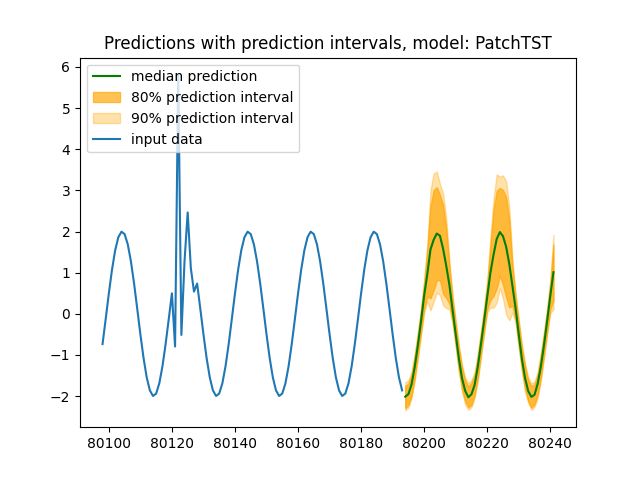 Predictions with prediction intervals, model: PatchTST
6
5
4
3
2
1
0
−1
−2
median prediction
80% prediction interval
90% prediction interval
input data
80100 80120 80140 80160 80180 80200 80220 80240